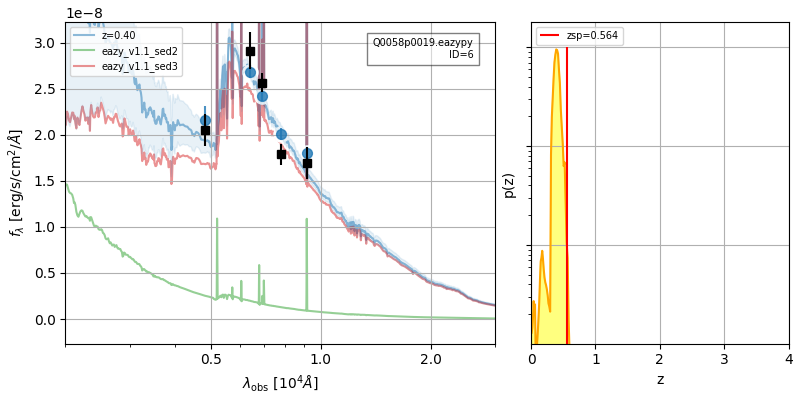 1e−8
z=0.40
eazy_v1.1_sed2
eazy_v1.1_sed3
Q0058p0019.eazypy
ID=6
3.0
2.5
2.0
1.5
1.0
0.5
0.0
fλ [erg/s/cm²/Å]
0.5
1.0
2.0
λobs [10⁴Å]
zsp=0.564
p(z)
0
1
2
3
4
z